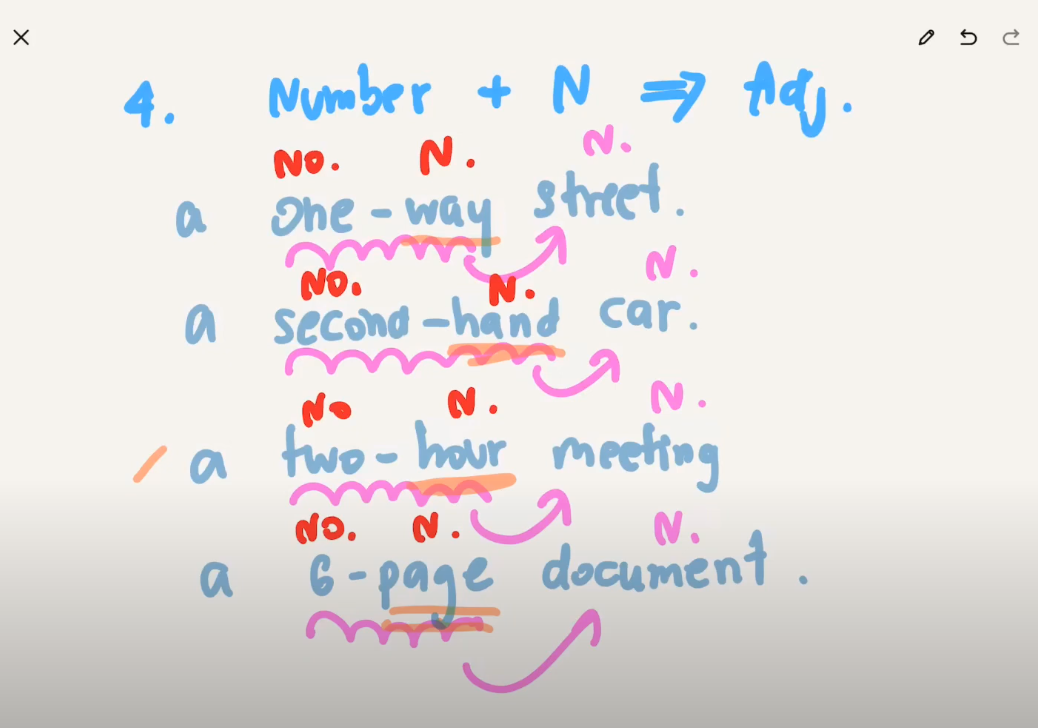 4. Number + N ⇒ Adj.
No. N. N.
a one-way street.
No. N. N.
a second-hand car.
No N. N.
a two-hour meeting
No. N. N.
a 6-page document.